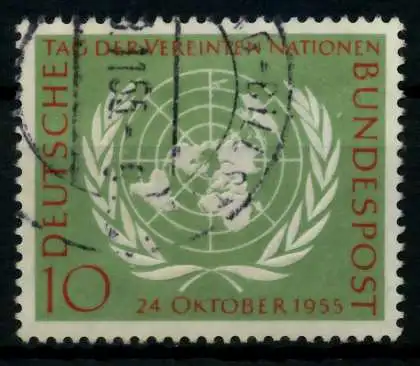 TAG DER VEREINTEN NATIONEN
DEUTSCHE
BUNDESPOST
10
24 OKTOBER 1955